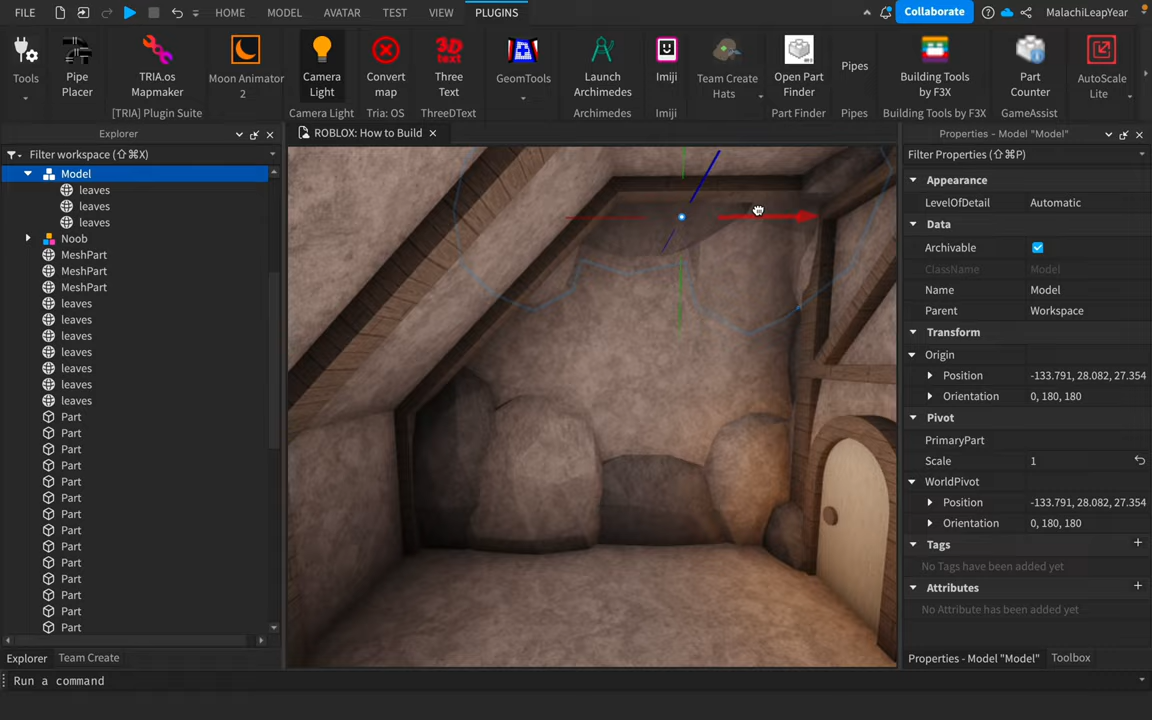 FILE HOME MODEL AVATAR TEST VIEW PLUGINS Collaborate MalachiLeapYear
Tools
Pipe Placer
TRIA.os Mapmaker
Moon Animator 2
Camera Light
Convert map
3D text
Three Text
GeomTools
Launch Archimedes
Imiji
Team Create Hats
Open Part Finder
Pipes
Building Tools by F3X
Part Counter
AutoScale Lite
[TRIA] Plugin Suite Camera Light Tria: OS ThreeDText Archimedes Imiji Part Finder Pipes Building Tools by F3X GameAssist
Explorer
Filter workspace (⇧⌘X)
Model
leaves
leaves
leaves
Noob
MeshPart
MeshPart
MeshPart
leaves
leaves
leaves
leaves
leaves
leaves
leaves
Part
Part
Part
Part
Part
Part
Part
Part
Part
Part
Part
Part
Part
Part
Explorer Team Create
ROBLOX: How to Build
Properties - Model "Model"
Filter Properties (⇧⌘P)
Appearance
LevelOfDetail Automatic
Data
Archivable
ClassName Model
Name Model
Parent Workspace
Transform
Origin
Position -133.791, 28.082, 27.354
Orientation 0, 180, 180
Pivot
PrimaryPart
Scale 1
WorldPivot
Position -133.791, 28.082, 27.354
Orientation 0, 180, 180
Tags
No Tags have been added yet
Attributes
No Attribute has been added yet
Properties - Model "Model" Toolbox
Run a command